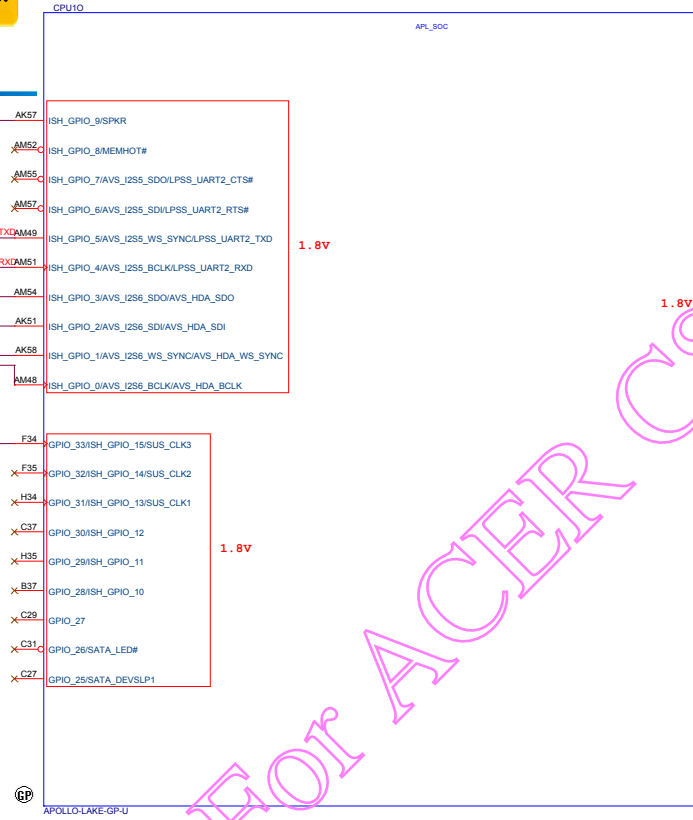 CPU1O
APL_SOC
AK57 ISH_GPIO_9/SPKR
AM52 ISH_GPIO_8/MEMHOT#
AM55 ISH_GPIO_7/AVS_I2S5_SDO/LPSS_UART2_CTS#
AM57 ISH_GPIO_6/AVS_I2S5_SDI/LPSS_UART2_RTS#
TXD AM49 ISH_GPIO_5/AVS_I2S5_WS_SYNC/LPSS_UART2_TXD
1.8V
RXD AM51 ISH_GPIO_4/AVS_I2S5_BCLK/LPSS_UART2_RXD
AM54 ISH_GPIO_3/AVS_I2S6_SDO/AVS_HDA_SDO
1.8V
AK51 ISH_GPIO_2/AVS_I2S6_SDI/AVS_HDA_SDI
AK58 ISH_GPIO_1/AVS_I2S6_WS_SYNC/AVS_HDA_WS_SYNC
AM48 ISH_GPIO_0/AVS_I2S6_BCLK/AVS_HDA_BCLK
F34 GPIO_33/ISH_GPIO_15/SUS_CLK3
F35 GPIO_32/ISH_GPIO_14/SUS_CLK2
H34 GPIO_31/ISH_GPIO_13/SUS_CLK1
C37 GPIO_30/ISH_GPIO_12
1.8V
H35 GPIO_29/ISH_GPIO_11
B37 GPIO_28/ISH_GPIO_10
C29 GPIO_27
C31 GPIO_26/SATA_LED#
C27 GPIO_25/SATA_DEVSLP1
For ACER Co
GP
APOLLO-LAKE-GP-U